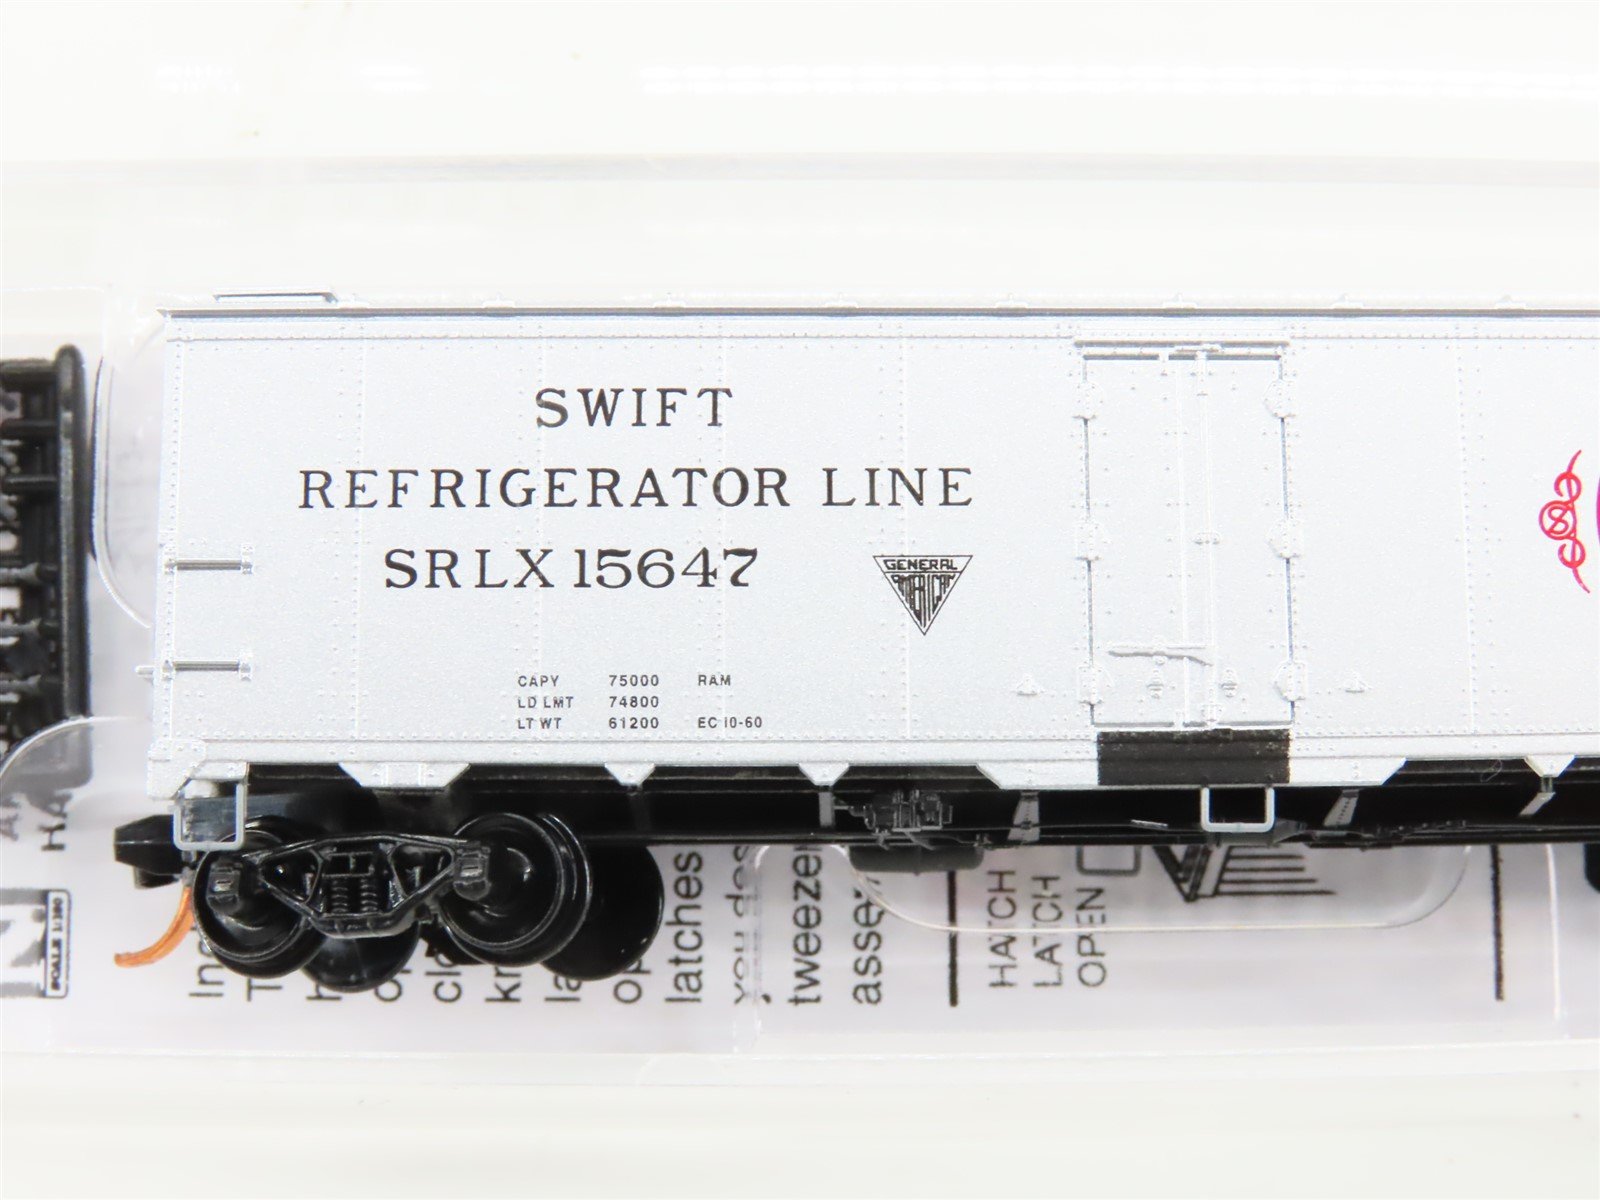 SWIFT
REFRIGERATOR LINE
SRLX 15647
GENERAL
AMERICAN
CAPY 75000 RAM
LD LMT 74800
LT WT 61200 EC 10-60
latches
tweezer
HATCH
LATCH
OPEN